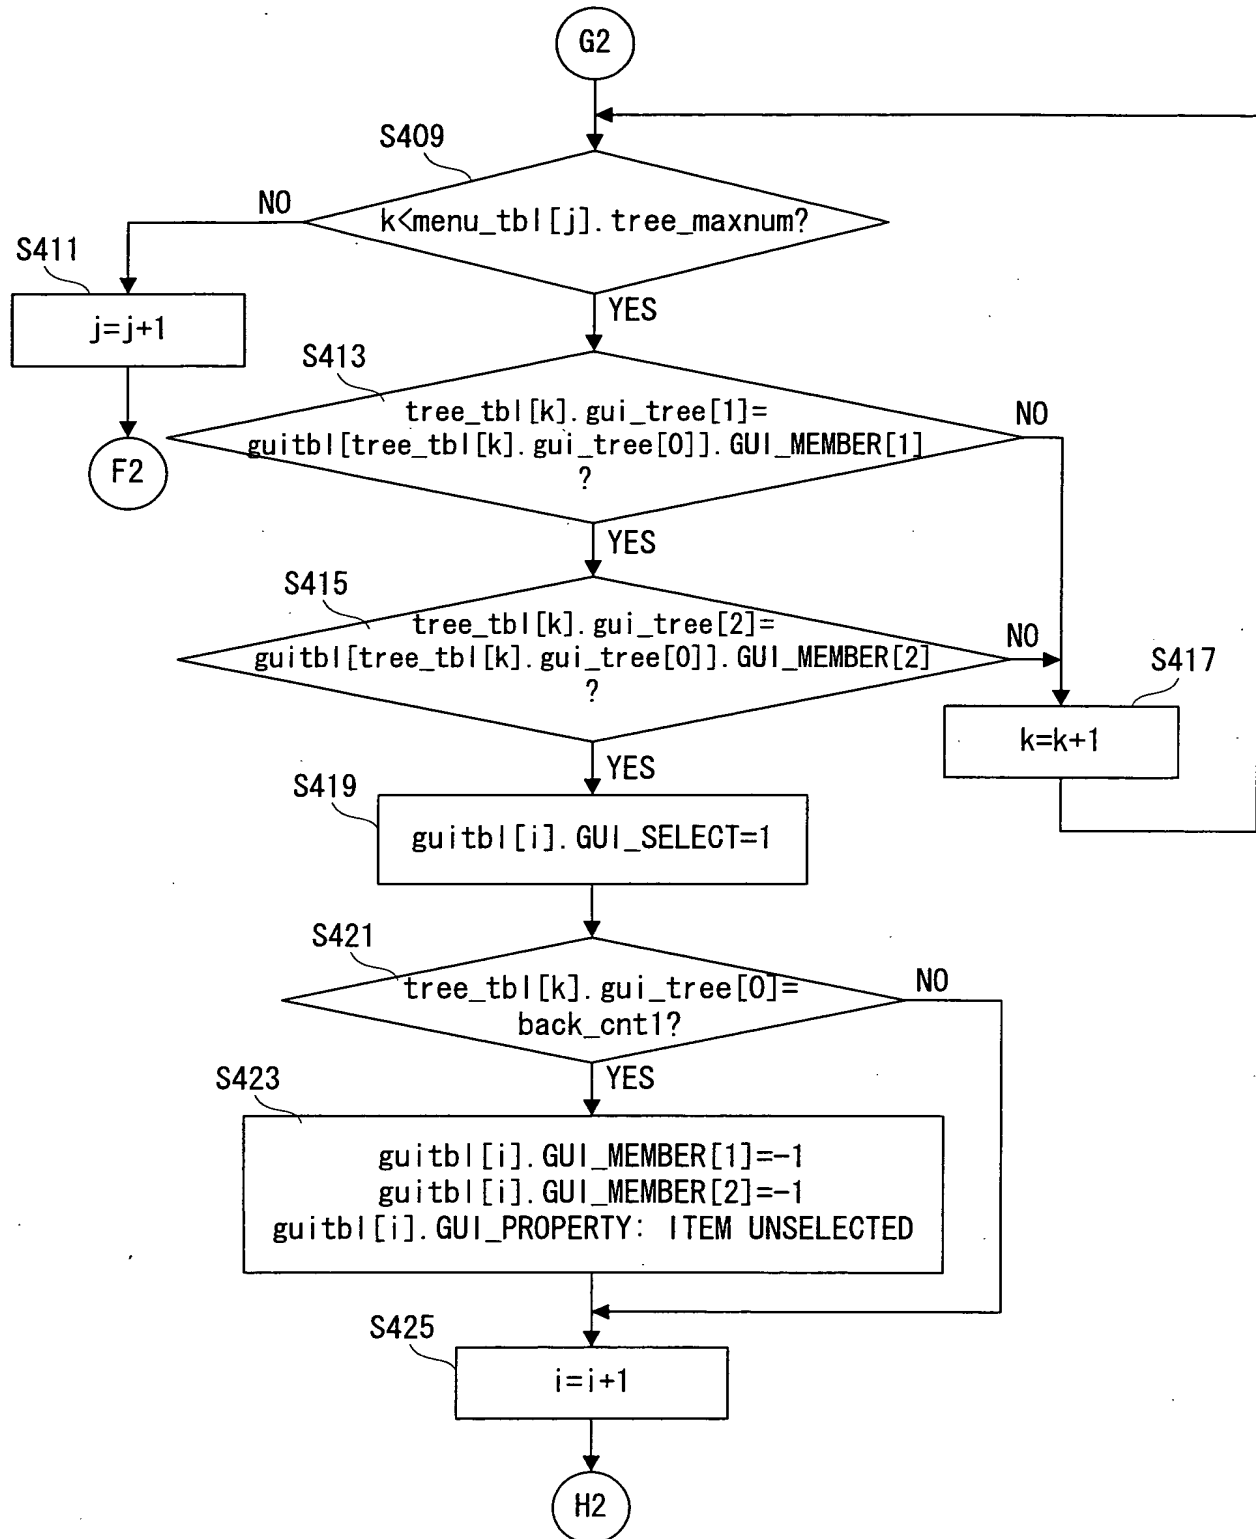 G2
S409
NO
k<menu_tbl[j].tree_maxnum?
S411
YES
j=j+1
S413
tree_tbl[k].gui_tree[1]=
NO
guitbl[tree_tbl[k].gui_tree[0]].GUI_MEMBER[1]
?
F2
YES
S415
tree_tbl[k].gui_tree[2]=
NO
guitbl[tree_tbl[k].gui_tree[0]].GUI_MEMBER[2]
?
S417
k=k+1
YES
S419
guitbl[i].GUI_SELECT=1
S421
tree_tbl[k].gui_tree[0]=
NO
back_cnt1?
YES
S423
guitbl[i].GUI_MEMBER[1]=-1
guitbl[i].GUI_MEMBER[2]=-1
guitbl[i].GUI_PROPERTY: ITEM UNSELECTED
S425
i=i+1
H2